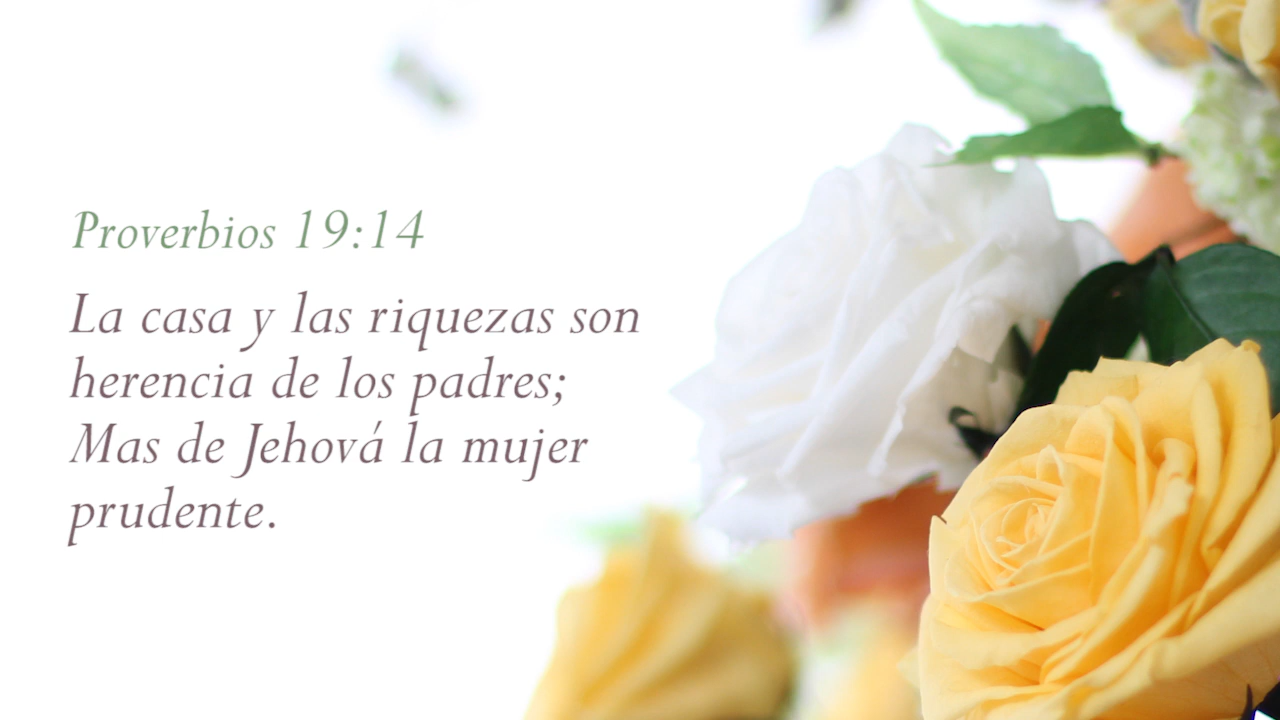 Proverbios 19:14
La casa y las riquezas son
herencia de los padres;
Mas de Jehová la mujer
prudente.